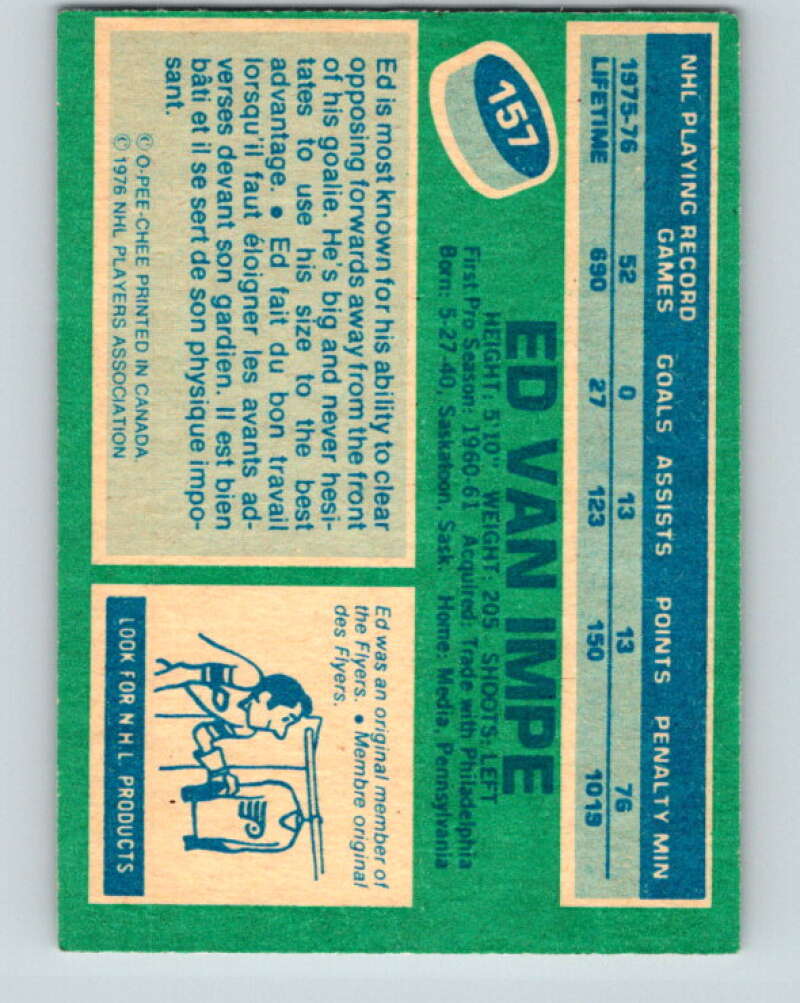 NHL PLAYING RECORD
GAMES GOALS ASSISTS POINTS PENALTY MIN
1975-76 52 0 13 13 76
LIFETIME 690 27 123 150 1019
157
ED VAN IMPE
HEIGHT: 5'10" WEIGHT: 205 SHOOTS: LEFT
First Pro Season: 1960-61 Acquired: Trade with Philadelphia
Born: 5-27-40, Saskatoon, Sask. Home: Media, Pennsylvania
Ed is most known for his ability to clear
opposing forwards away from the front
of his goalie. He's big and never hesi-
tates to use his size to the best
advantage. • Ed fait du bon travail
lorsqu'il faut éloigner les avants ad-
verses devant son gardien. Il est bien
bâti et il se sert de son physique impo-
sant.
© O-PEE-CHEE PRINTED IN CANADA
© 1976 NHL PLAYERS ASSOCIATION
Ed was an original member of
the Flyers. • Membre original
des Flyers.
LOOK FOR N.H.L. PRODUCTS